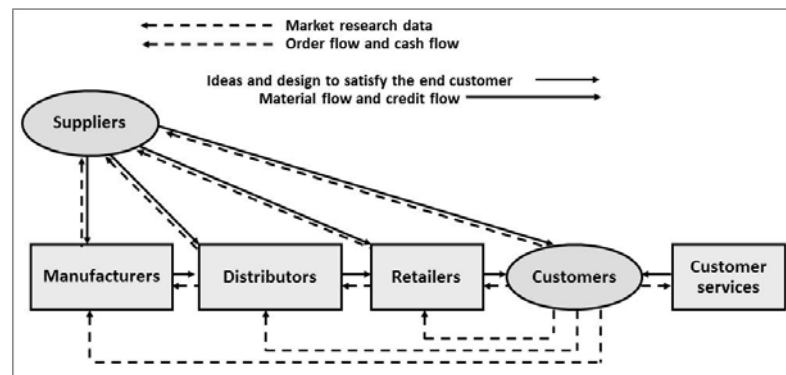 Market research data
Order flow and cash flow
Ideas and design to satisfy the end customer
Material flow and credit flow
Suppliers
Manufacturers
Distributors
Retailers
Customers
Customer
services